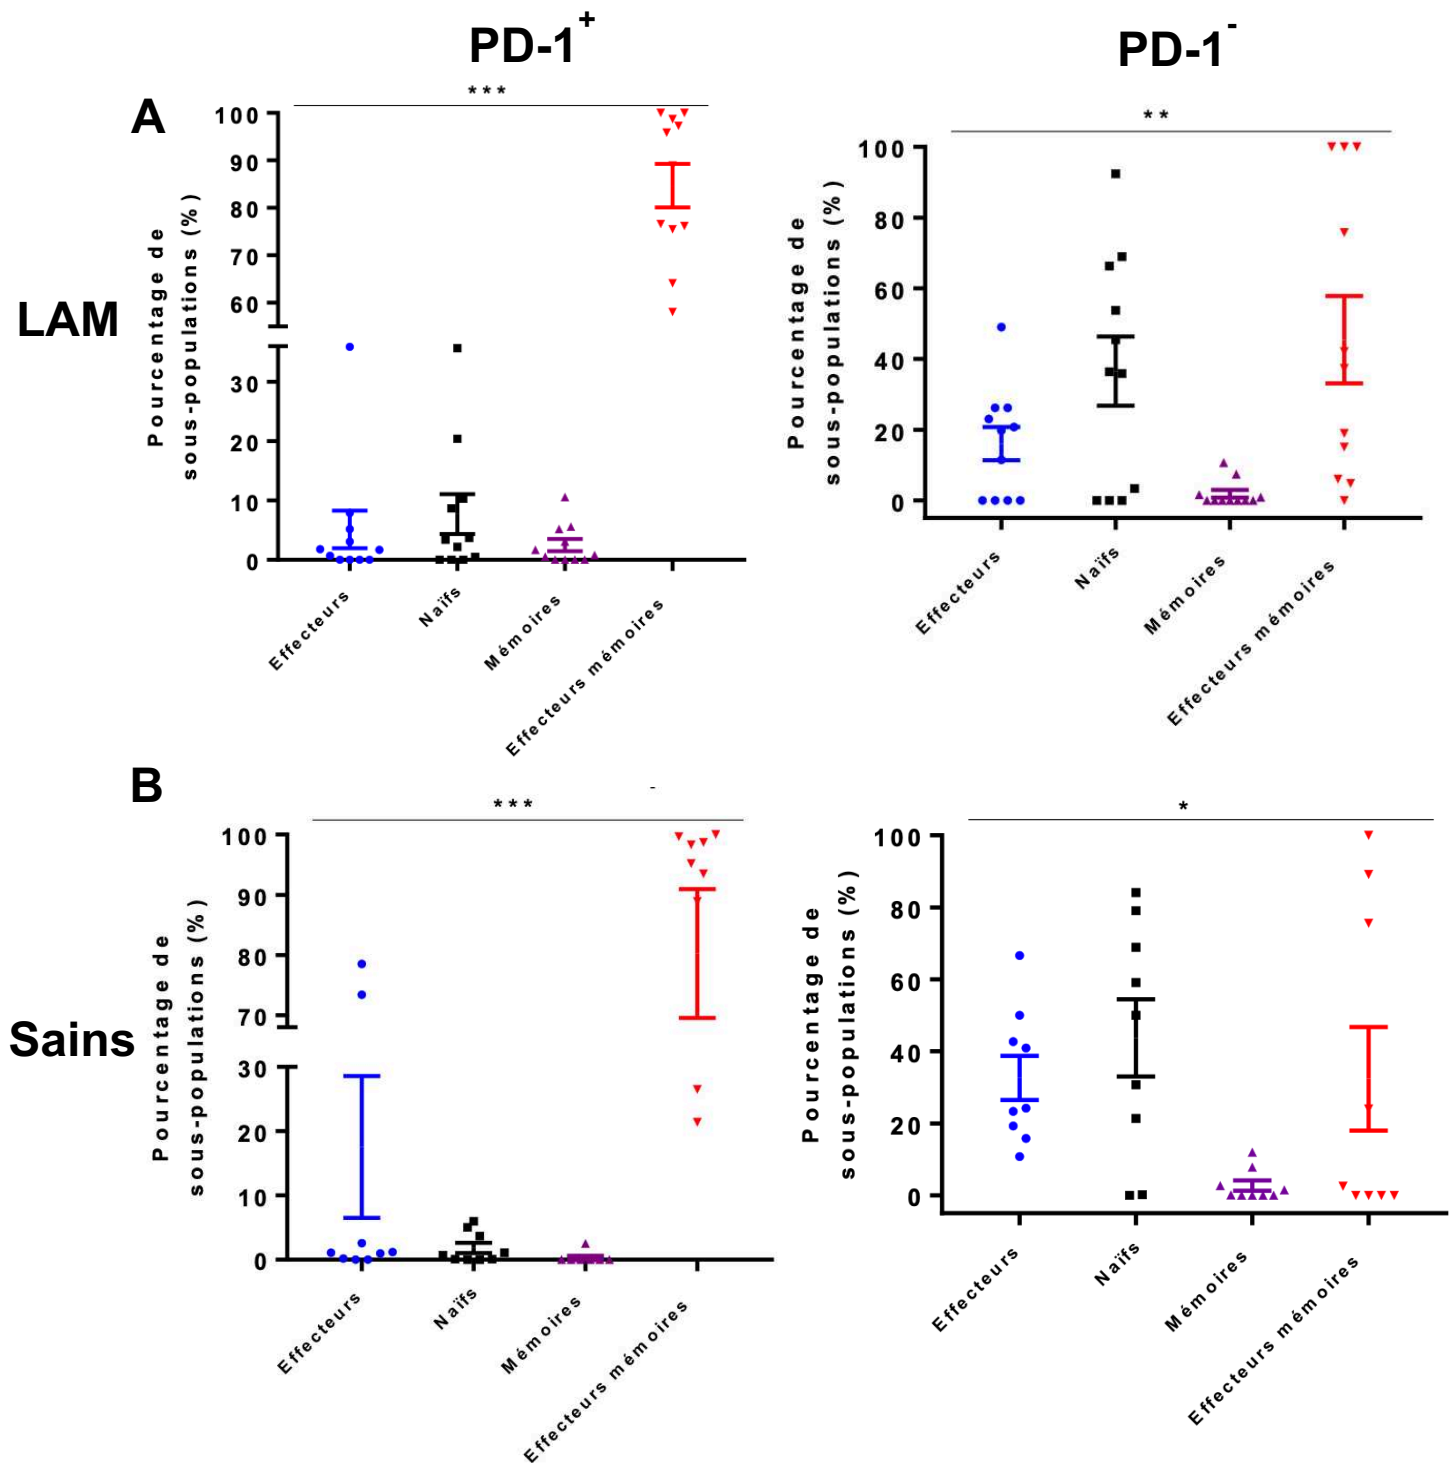 PD-1+
PD-1-
A
LAM
***
Pourcentage de
sous-populations (%)
100
90
80
70
60
30
20
10
0
Effecteurs
Naïfs
Mémoires
Effecteurs mémoires
**
Pourcentage de
sous-populations (%)
100
80
60
40
20
0
Effecteurs
Naïfs
Mémoires
Effecteurs mémoires
B
Sains
***
-
Pourcentage de
sous-populations (%)
100
90
80
70
30
20
10
0
Effecteurs
Naïfs
Mémoires
Effecteurs mémoires
*
Pourcentage de
sous-populations (%)
100
80
60
40
20
0
Effecteurs
Naïfs
Mémoires
Effecteurs mémoires